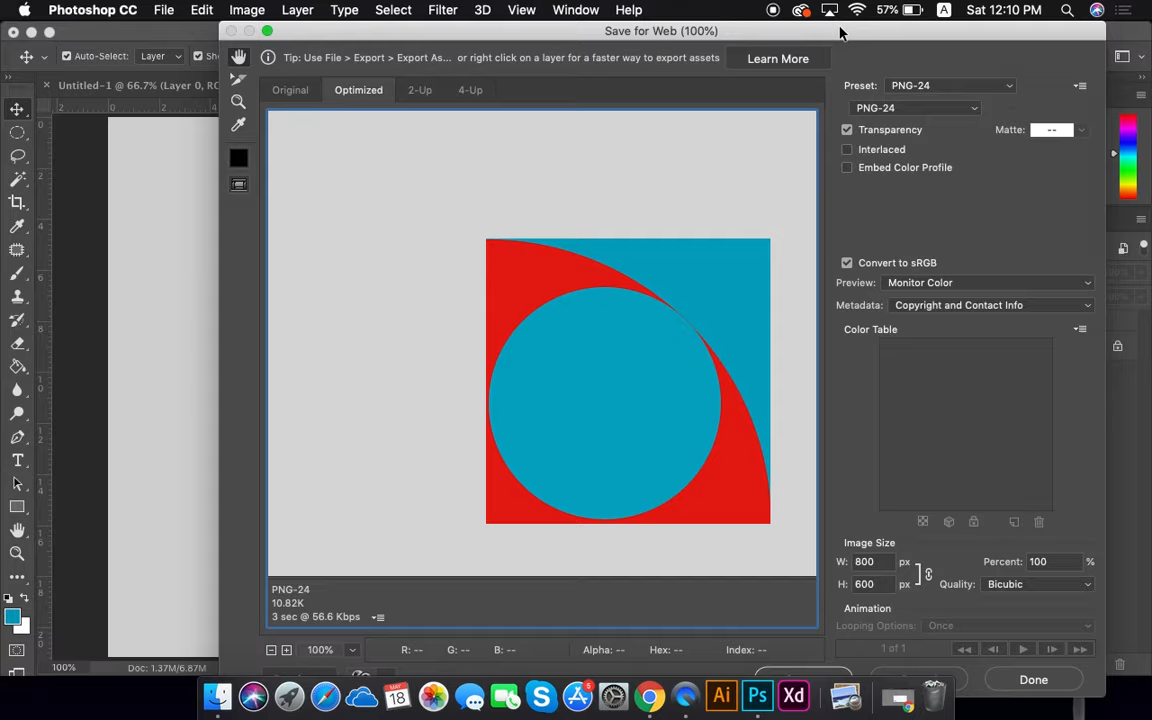 Photoshop CC File Edit Image Layer Type Select Filter 3D View Window Help 57% A Sat 12:10 PM
Save for Web (100%)
Auto-Select: Layer
Tip: Use File > Export > Export As... or right click on a layer for a faster way to export assets Learn More
Untitled-1 @ 66.7% (Layer 0, R
Original Optimized 2-Up 4-Up
Preset: PNG-24
PNG-24
Transparency Matte: --
Interlaced
Embed Color Profile
Convert to sRGB
Preview: Monitor Color
Metadata: Copyright and Contact Info
Color Table
Image Size
W: 800 px Percent: 100 %
H: 600 px Quality: Bicubic
Animation
Looping Options: Once
1 of 1
PNG-24
10.82K
3 sec @ 56.6 Kbps
100% R: -- G: -- B: -- Alpha: -- Hex: -- Index: --
100% Doc: 1.37M/6.87M
Done
MAY
18
5
Ai Ps Xd